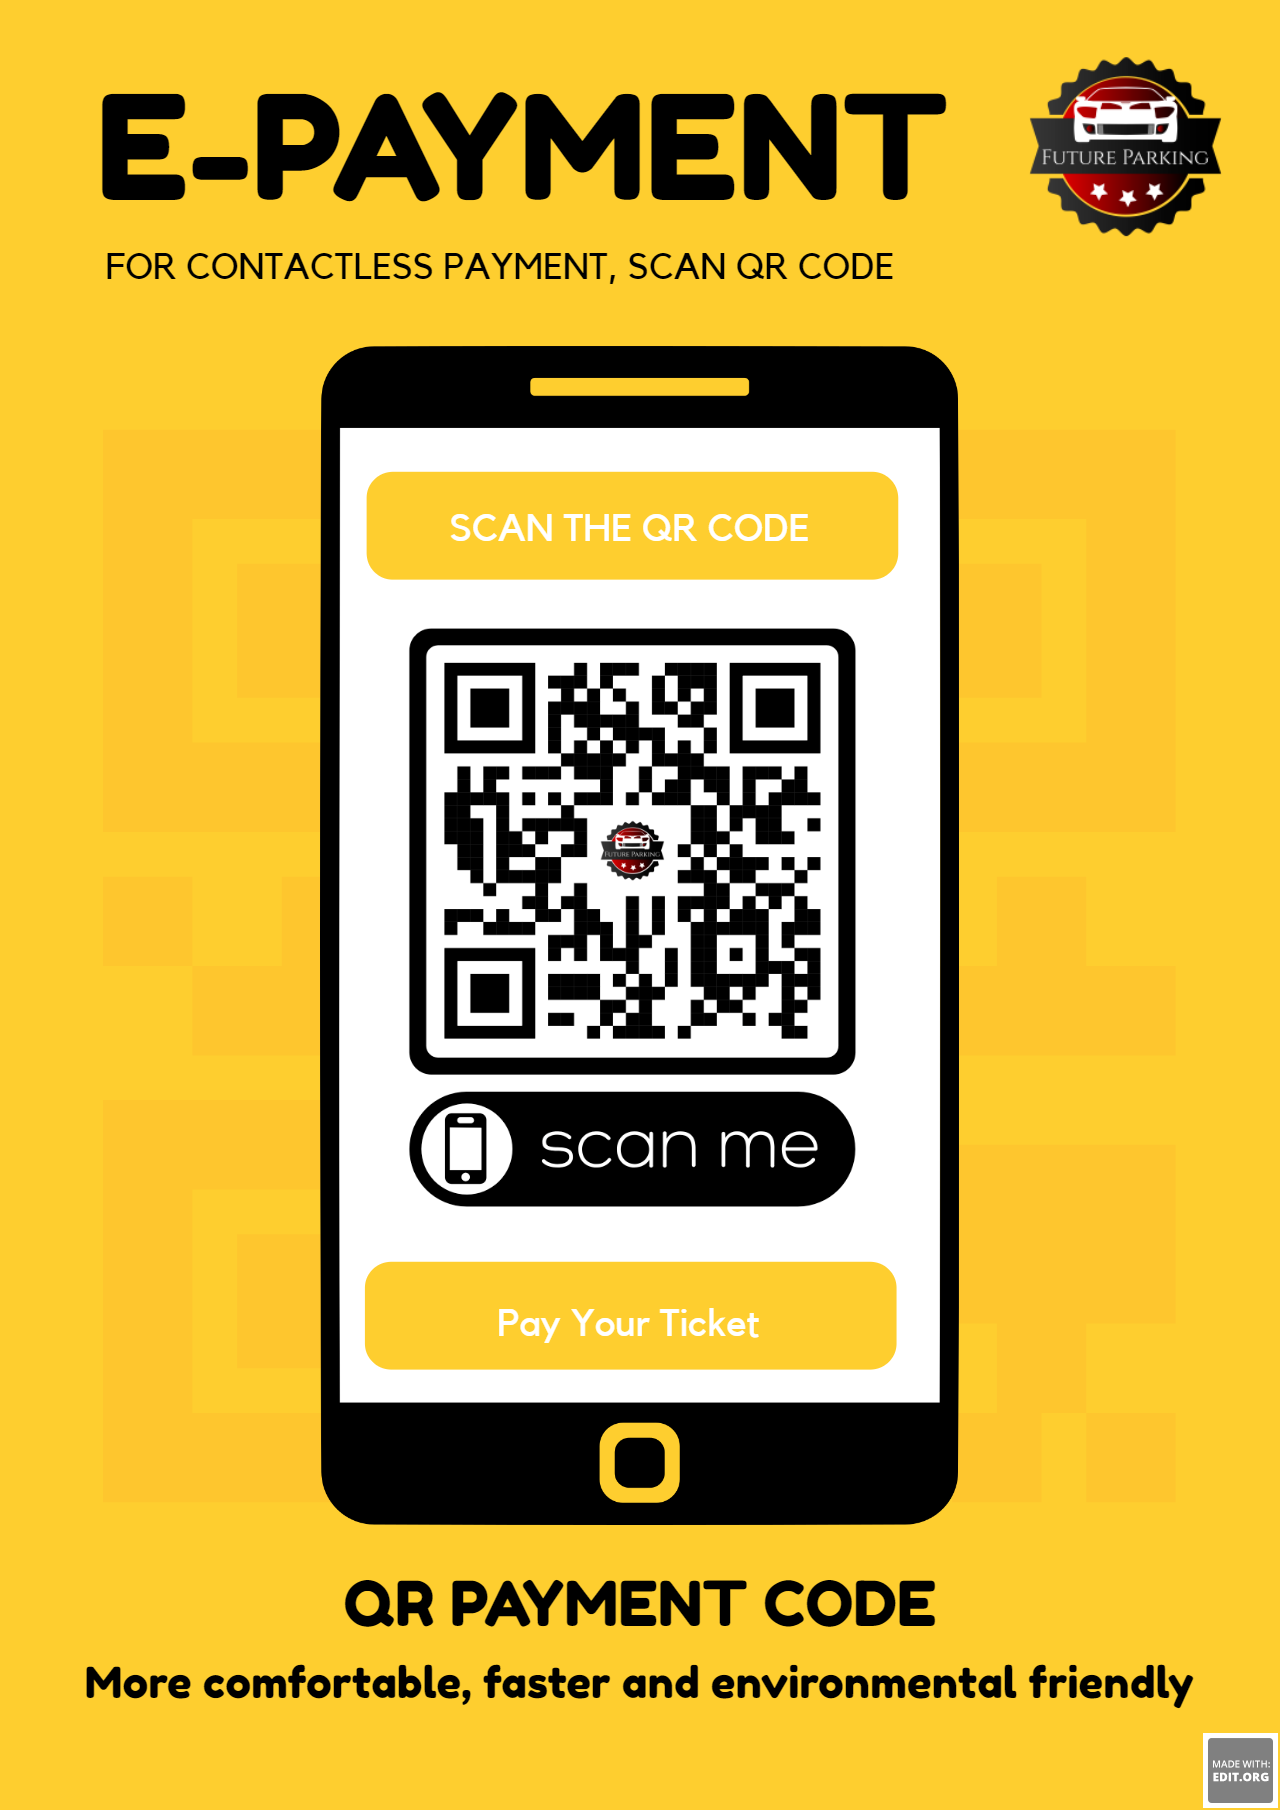 E-PAYMENT
FUTURE PARKING
FOR CONTACTLESS PAYMENT, SCAN QR CODE
SCAN THE QR CODE
FUTURE PARKING
scan me
Pay Your Ticket
QR PAYMENT CODE
More comfortable, faster and environmental friendly
MADE WITH:
EDIT.ORG